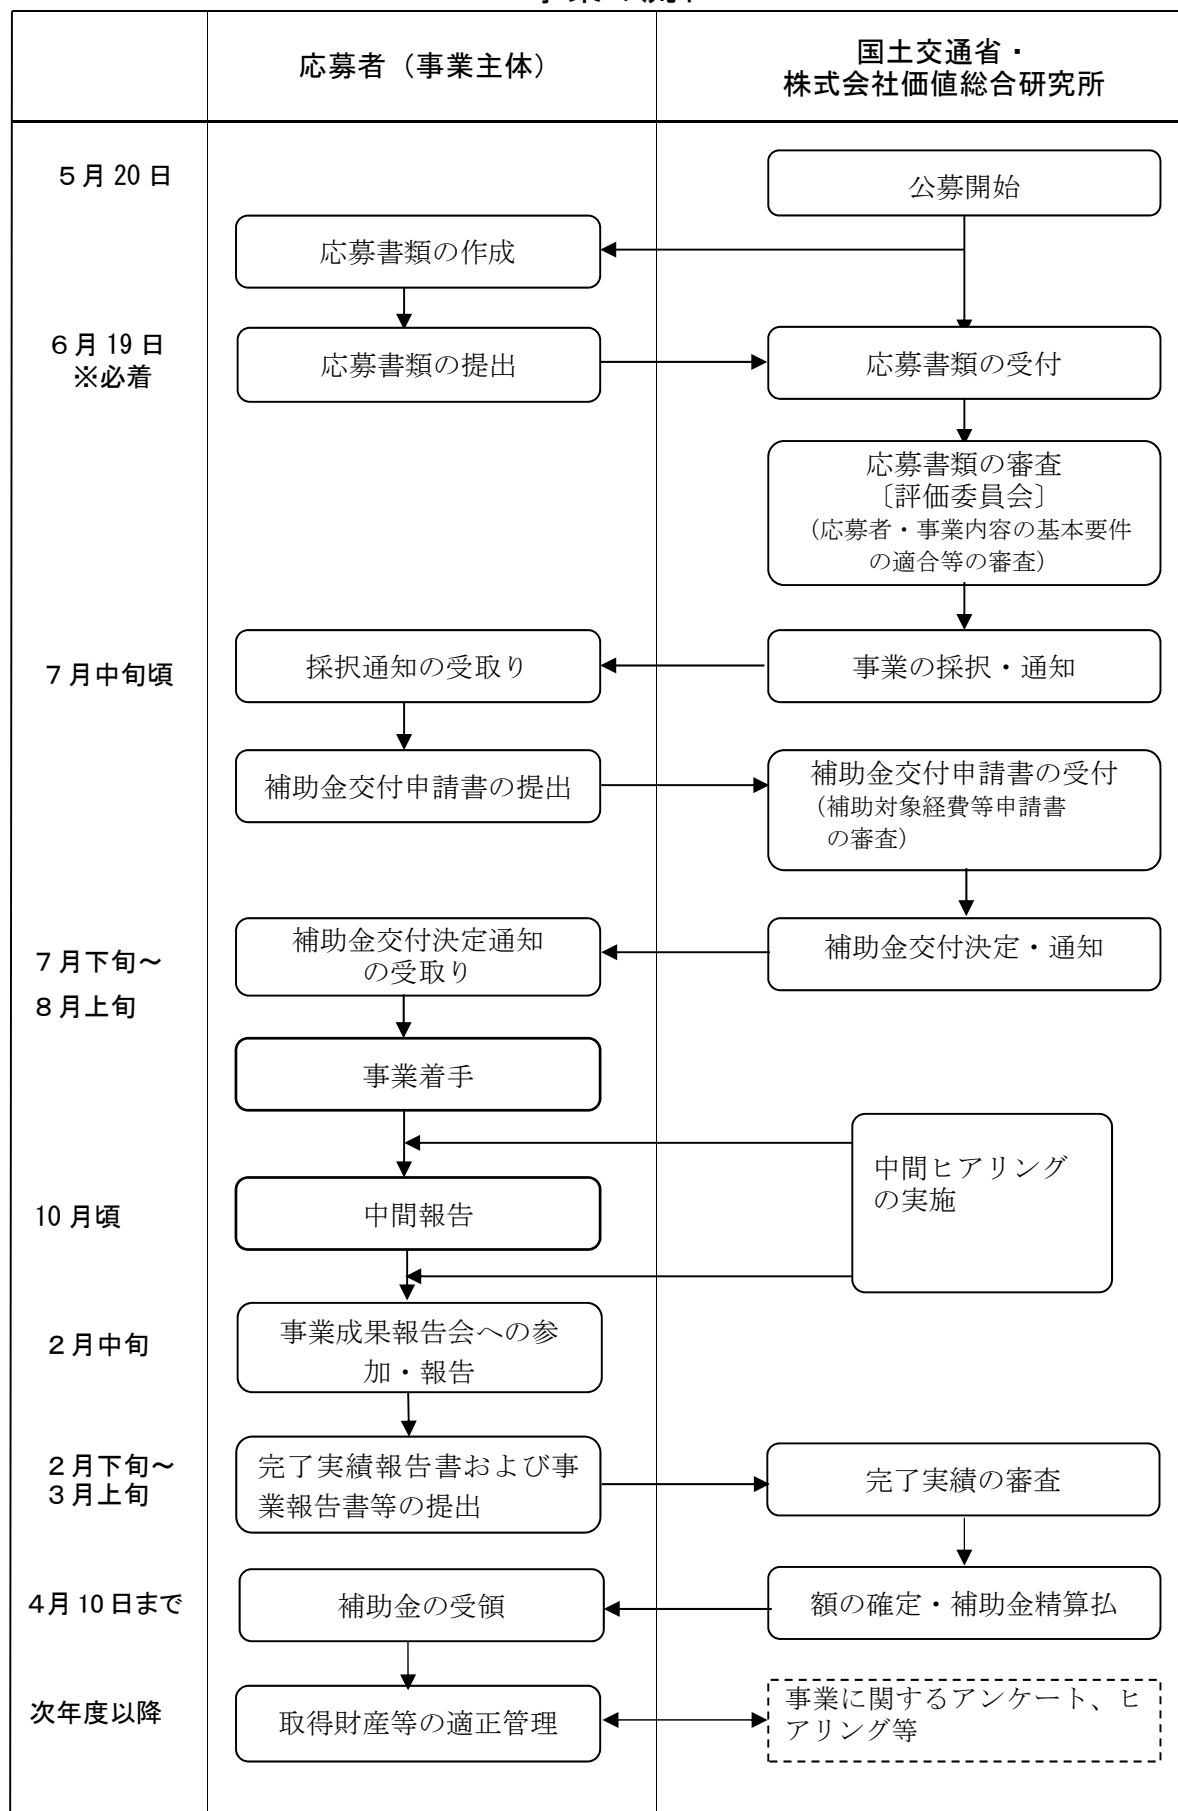 応募者（事業主体）
国土交通省・
株式会社価値総合研究所
５月20日
公募開始
応募書類の作成
６月19日
※必着
応募書類の提出
応募書類の受付
応募書類の審査
〔評価委員会〕
（応募者・事業内容の基本要件
の適合等の審査）
７月中旬頃
採択通知の受取り
事業の採択・通知
補助金交付申請書の提出
補助金交付申請書の受付
（補助対象経費等申請書
の審査）
７月下旬～
８月上旬
補助金交付決定通知
の受取り
補助金交付決定・通知
事業着手
中間ヒアリング
の実施
10月頃
中間報告
２月中旬
事業成果報告会への参
加・報告
２月下旬～
３月上旬
完了実績報告書および事
業報告書等の提出
完了実績の審査
４月10日まで
補助金の受領
額の確定・補助金精算払
次年度以降
取得財産等の適正管理
事業に関するアンケート、ヒ
アリング等